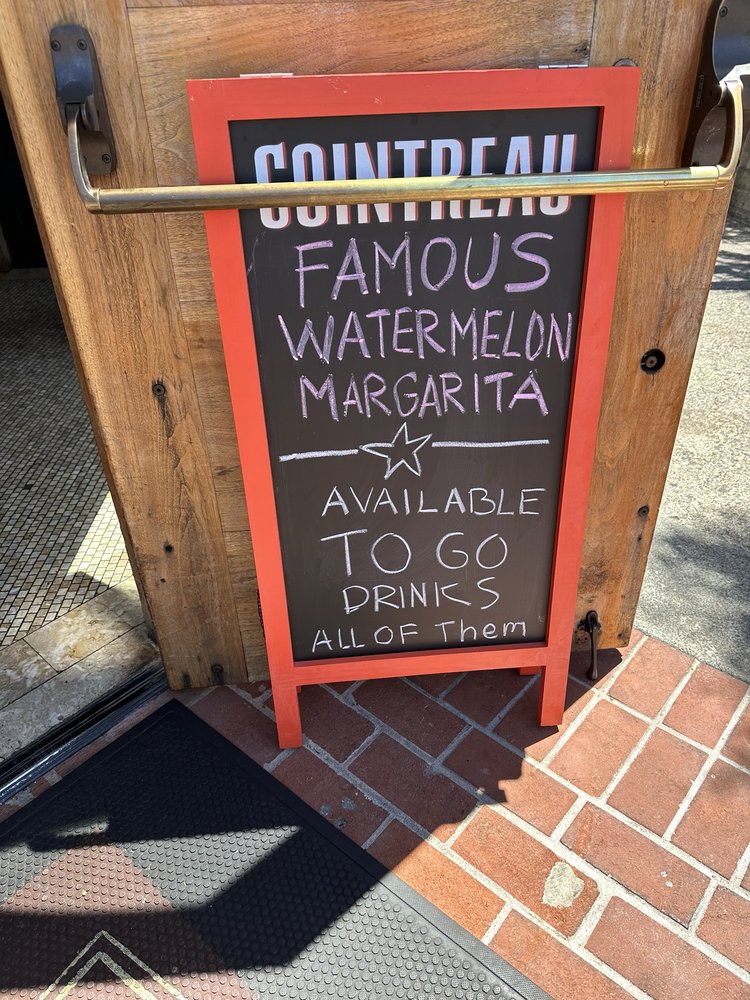 COINTREAU
FAMOUS
WATERMELON
MARGARITA
AVAILABLE
TO GO
DRINKS
ALL OF Them